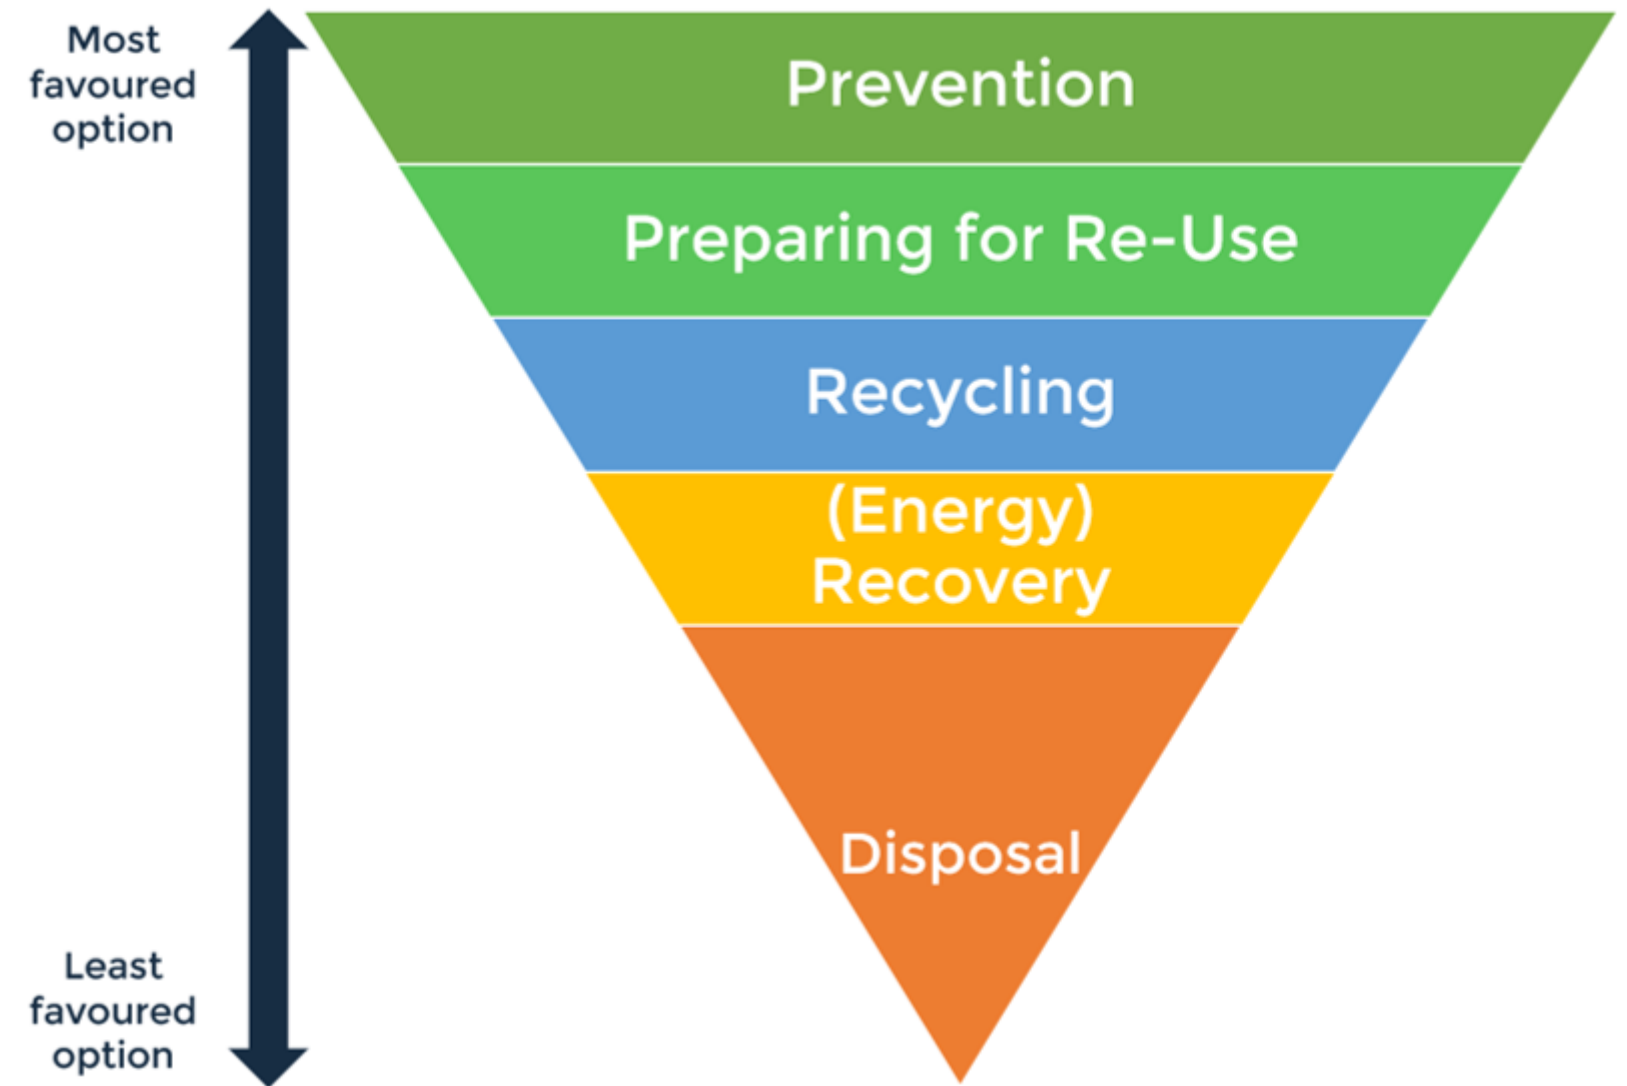 Most
favoured
option
Prevention
Preparing for Re-Use
Recycling
(Energy)
Recovery
Disposal
Least
favoured
option